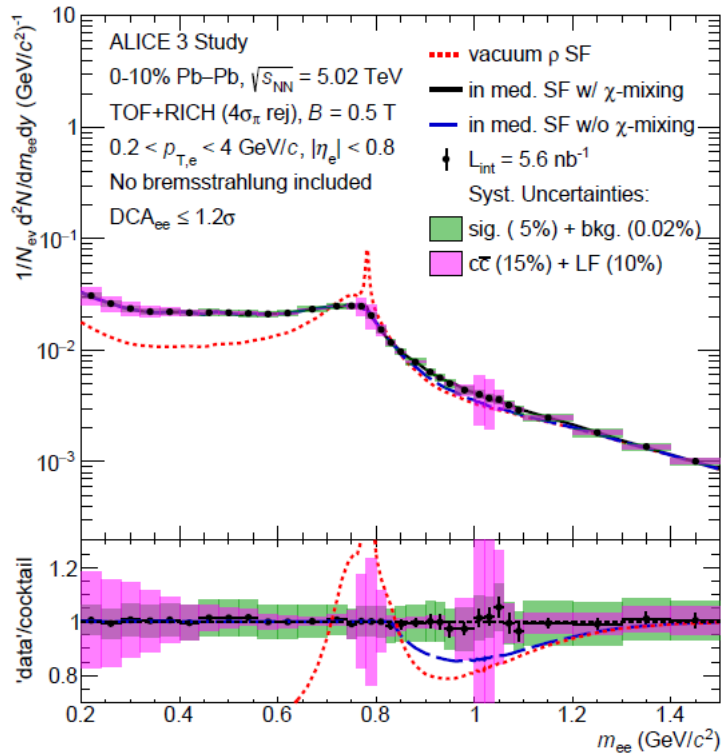 ALICE 3 Study
0-10% Pb–Pb, √s_NN = 5.02 TeV
TOF+RICH (4σ_π rej), B = 0.5 T
0.2 < p_T,e < 4 GeV/c, |η_e| < 0.8
No bremsstrahlung included
DCA_ee ≤ 1.2σ
vacuum ρ SF
in med. SF w/ χ-mixing
in med. SF w/o χ-mixing
L_int = 5.6 nb⁻¹
Syst. Uncertainties:
sig. ( 5%) + bkg. (0.02%)
cc̅ (15%) + LF (10%)
1/N_ev d²N/dm_ee dy (GeV/c²)⁻¹
10
1
10⁻¹
10⁻²
10⁻³
'data'/cocktail
1.2
1
0.8
0.2 0.4 0.6 0.8 1 1.2 1.4
m_ee (GeV/c²)